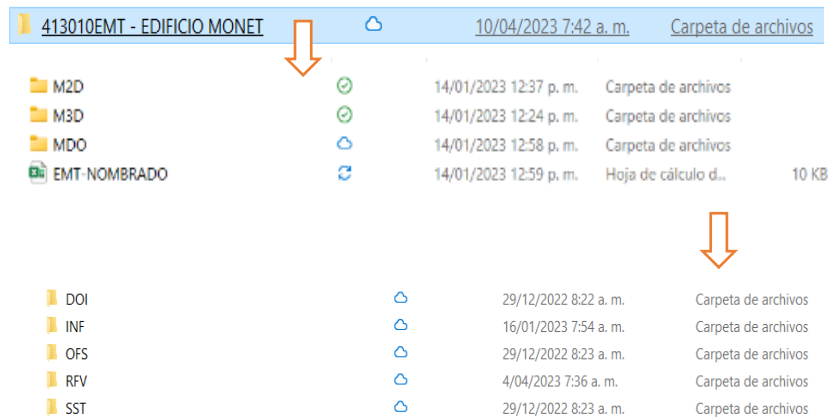 413010EMT - EDIFICIO MONET 10/04/2023 7:42 a. m. Carpeta de archivos
M2D 14/01/2023 12:37 p. m. Carpeta de archivos
M3D 14/01/2023 12:24 p. m. Carpeta de archivos
MDO 14/01/2023 12:58 p. m. Carpeta de archivos
EMT-NOMBRADO 14/01/2023 12:59 p. m. Hoja de cálculo d... 10 KB
DOI 29/12/2022 8:22 a. m. Carpeta de archivos
INF 16/01/2023 7:54 a. m. Carpeta de archivos
OFS 29/12/2022 8:23 a. m. Carpeta de archivos
RFV 4/04/2023 7:36 a. m. Carpeta de archivos
SST 29/12/2022 8:23 a. m. Carpeta de archivos